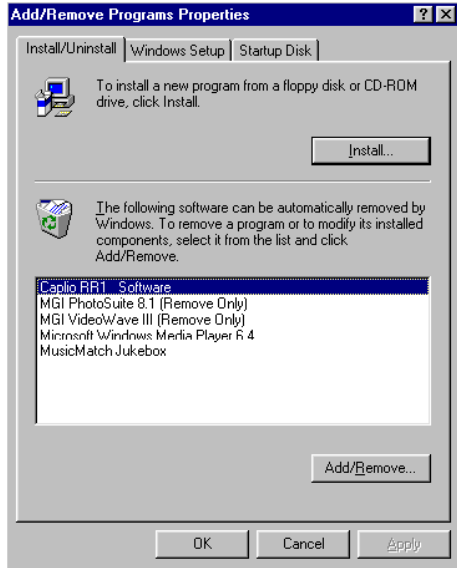 Add/Remove Programs Properties
Install/Uninstall Windows Setup Startup Disk
To install a new program from a floppy disk or CD-ROM
drive, click Install.
Install...
The following software can be automatically removed by
Windows. To remove a program or to modify its installed
components, select it from the list and click
Add/Remove.
Caplio RR1 Software
MGI PhotoSuite 8.1 (Remove Only)
MGI VideoWave III (Remove Only)
Microsoft Windows Media Player 6.4
MusicMatch Jukebox
Add/Remove...
OK Cancel Apply